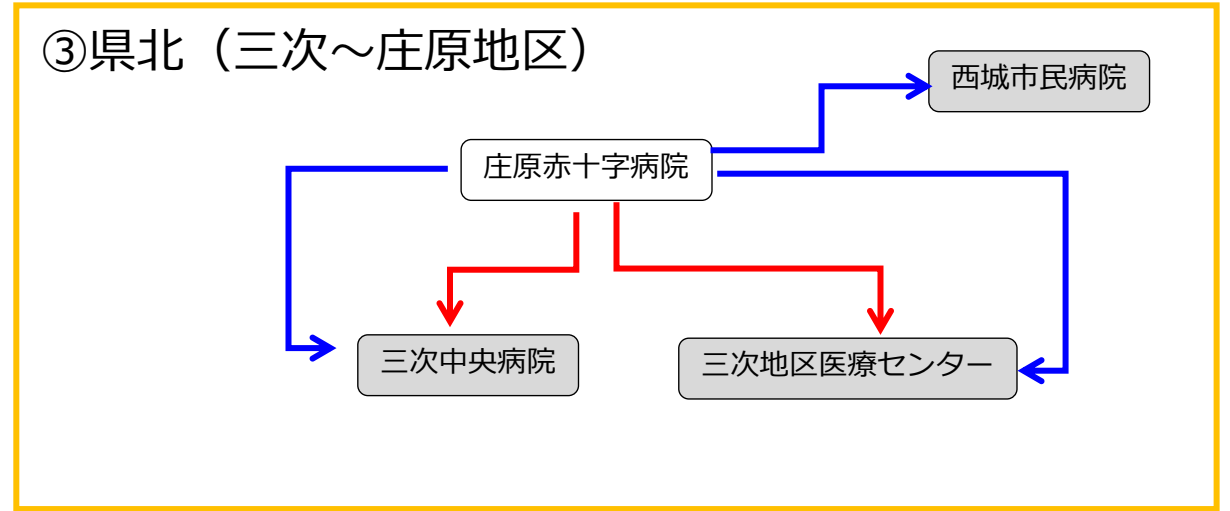 ③県北（三次～庄原地区）
西城市民病院
庄原赤十字病院
三次中央病院
三次地区医療センター